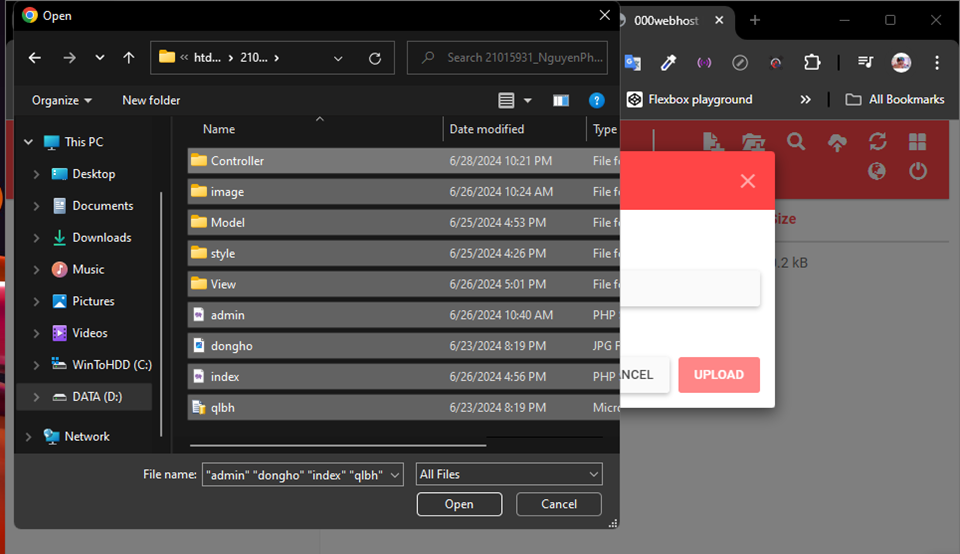 Open
000webhost
htd...
210...
Search 21015931_NguyenPh...
Organize
New folder
Flexbox playground
»
All Bookmarks
Name
Date modified
Type
This PC
Desktop
Documents
Downloads
Music
Pictures
Videos
WinToHDD (C:)
DATA (D:)
Network
Controller 6/28/2024 10:21 PM File fo
image 6/26/2024 10:24 AM File fo
Model 6/25/2024 4:53 PM File fo
style 6/25/2024 4:26 PM File fo
View 6/26/2024 5:01 PM File fo
admin 6/26/2024 10:40 AM PHP
dongho 6/23/2024 8:19 PM JPG F
index 6/26/2024 4:56 PM PHP
qlbh 6/23/2024 8:19 PM Micro
Size
0.2 kB
ANCEL
UPLOAD
File name:
"admin" "dongho" "index" "qlbh"
All Files
Open
Cancel